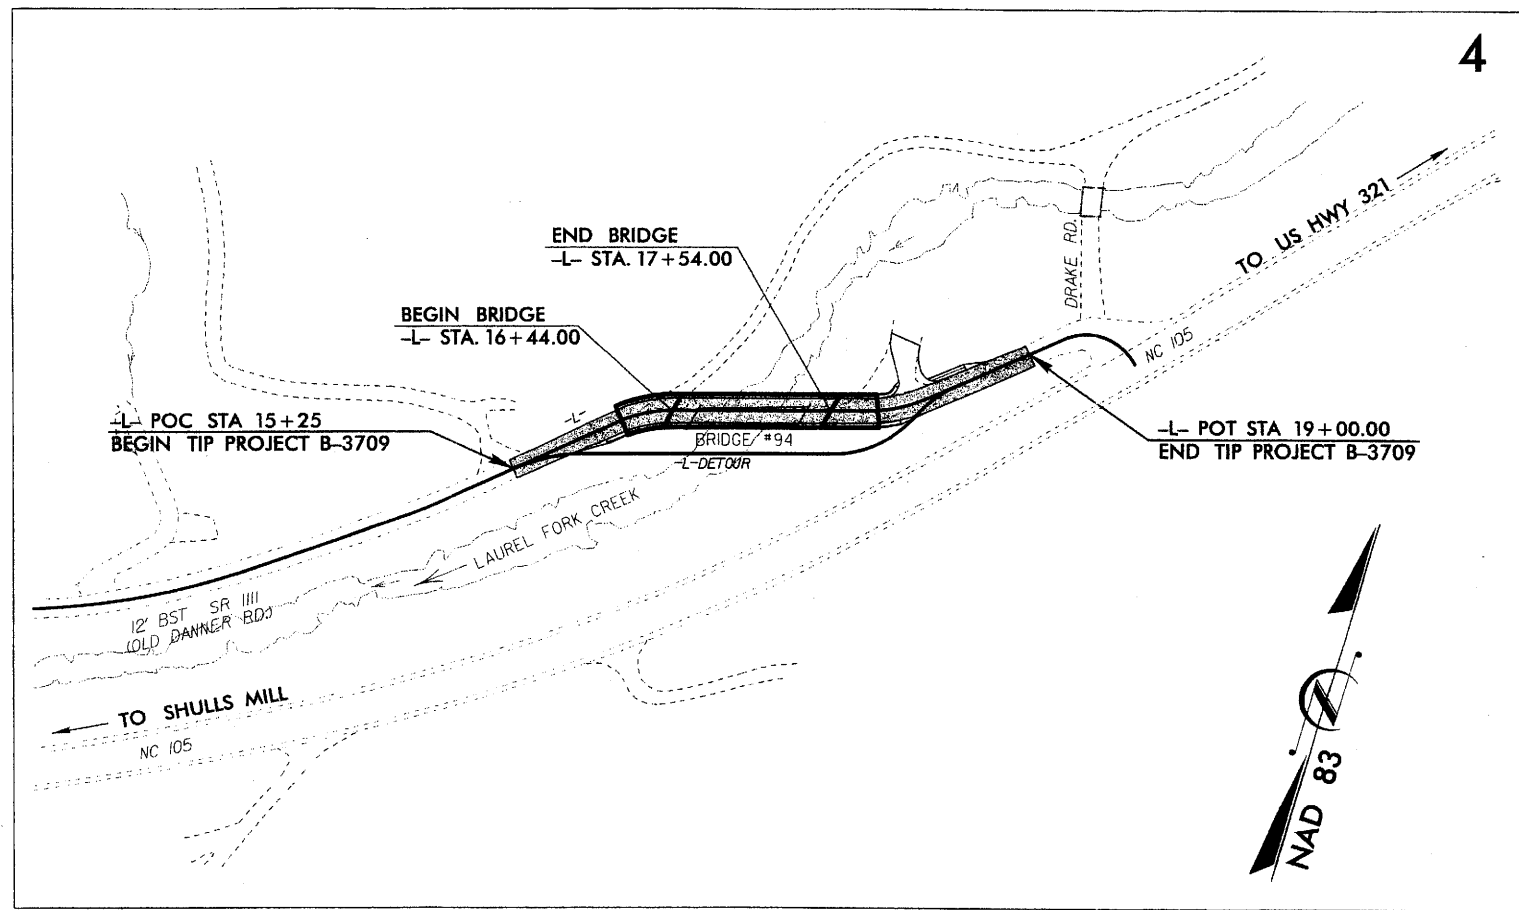 4
END BRIDGE
-L- STA. 17+54.00
BEGIN BRIDGE
-L- STA. 16+44.00
-L- POC STA 15+25
BEGIN TIP PROJECT B-3709
-L-
BRIDGE #94
-L-DETOUR
DRAKE RD.
TO US HWY 321
NC 105
-L- POT STA 19+00.00
END TIP PROJECT B-3709
LAUREL FORK CREEK
12' BST SR 1111
(OLD DANNER RD.)
TO SHULLS MILL
NC 105
N
NAD 83